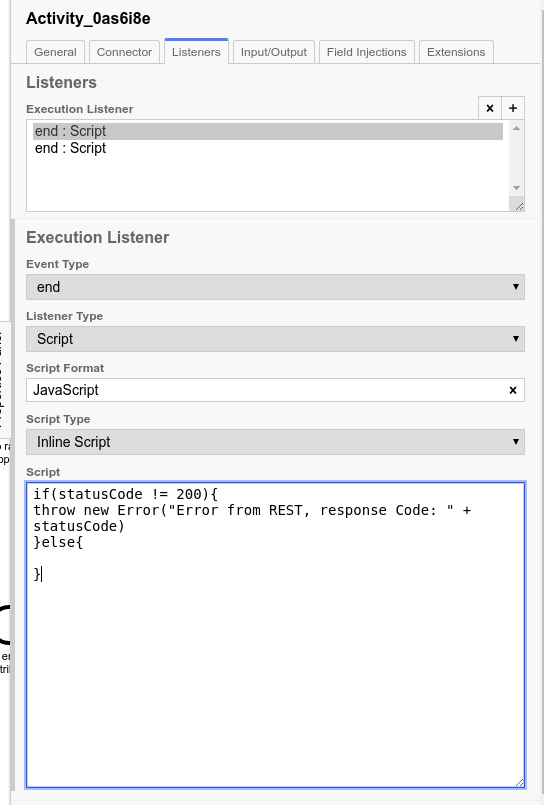 Activity_0as6i8e
General Connector Listeners Input/Output Field Injections Extensions
Listeners
Execution Listener × +
end : Script
end : Script
Execution Listener
Event Type
end
Listener Type
Script
Script Format
JavaScript ×
Script Type
Inline Script
Script
if(statusCode != 200){
throw new Error("Error from REST, response Code: " +
statusCode)
}else{
}